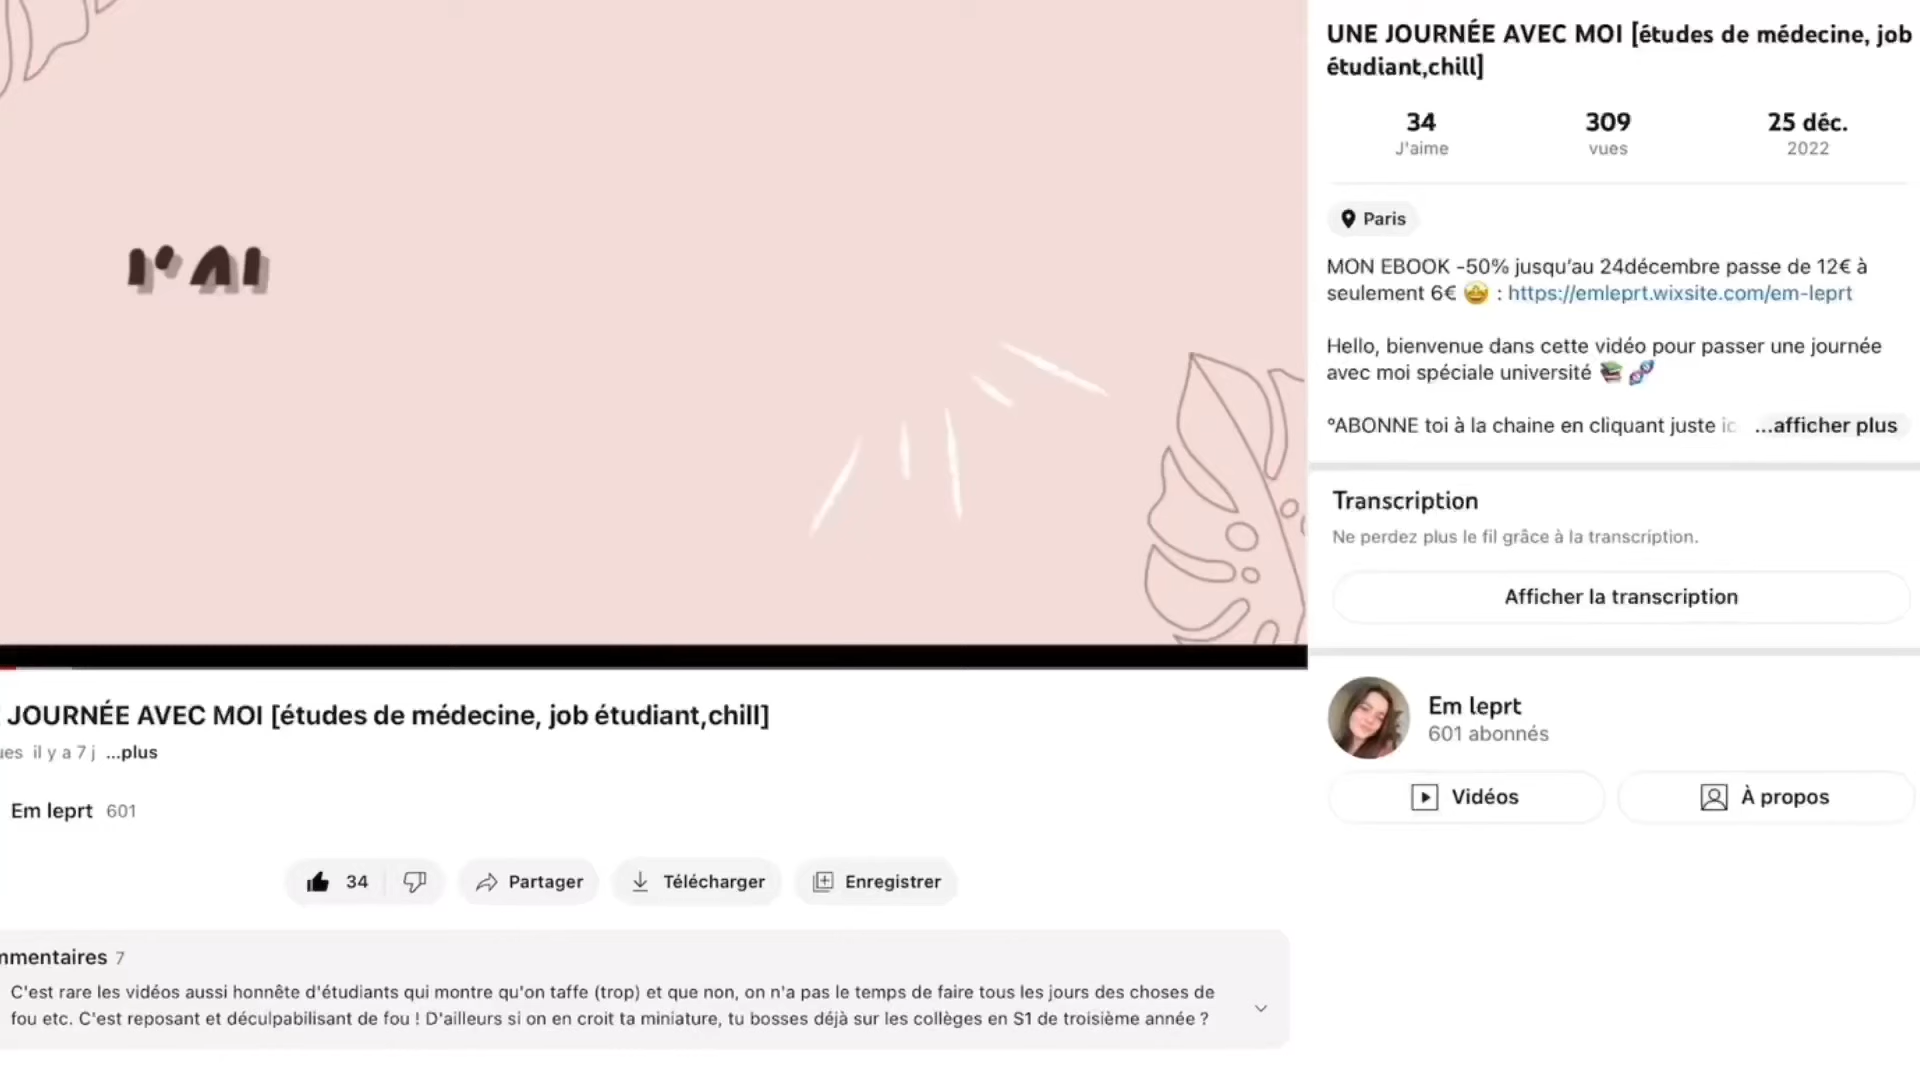 J'AI
JOURNÉE AVEC MOI [études de médecine, job étudiant,chill]
il y a 7 j ...plus
Em leprt 601
34 Partager Télécharger Enregistrer
mmentaires 7
C'est rare les vidéos aussi honnête d'étudiants qui montre qu'on taffe (trop) et que non, on n'a pas le temps de faire tous les jours des choses de
fou etc. C'est reposant et déculpabilisant de fou ! D'ailleurs si on en croit ta miniature, tu bosses déjà sur les collèges en S1 de troisième année ?
UNE JOURNÉE AVEC MOI [études de médecine, job
étudiant,chill]
34 309 25 déc.
J'aime vues 2022
Paris
MON EBOOK -50% jusqu'au 24décembre passe de 12€ à
seulement 6€ 🤩 : https://emleprt.wixsite.com/em-leprt
Hello, bienvenue dans cette vidéo pour passer une journée
avec moi spéciale université 📚 🧬
°ABONNE toi à la chaine en cliquant juste ...afficher plus
Transcription
Ne perdez plus le fil grâce à la transcription.
Afficher la transcription
Em leprt
601 abonnés
Vidéos À propos